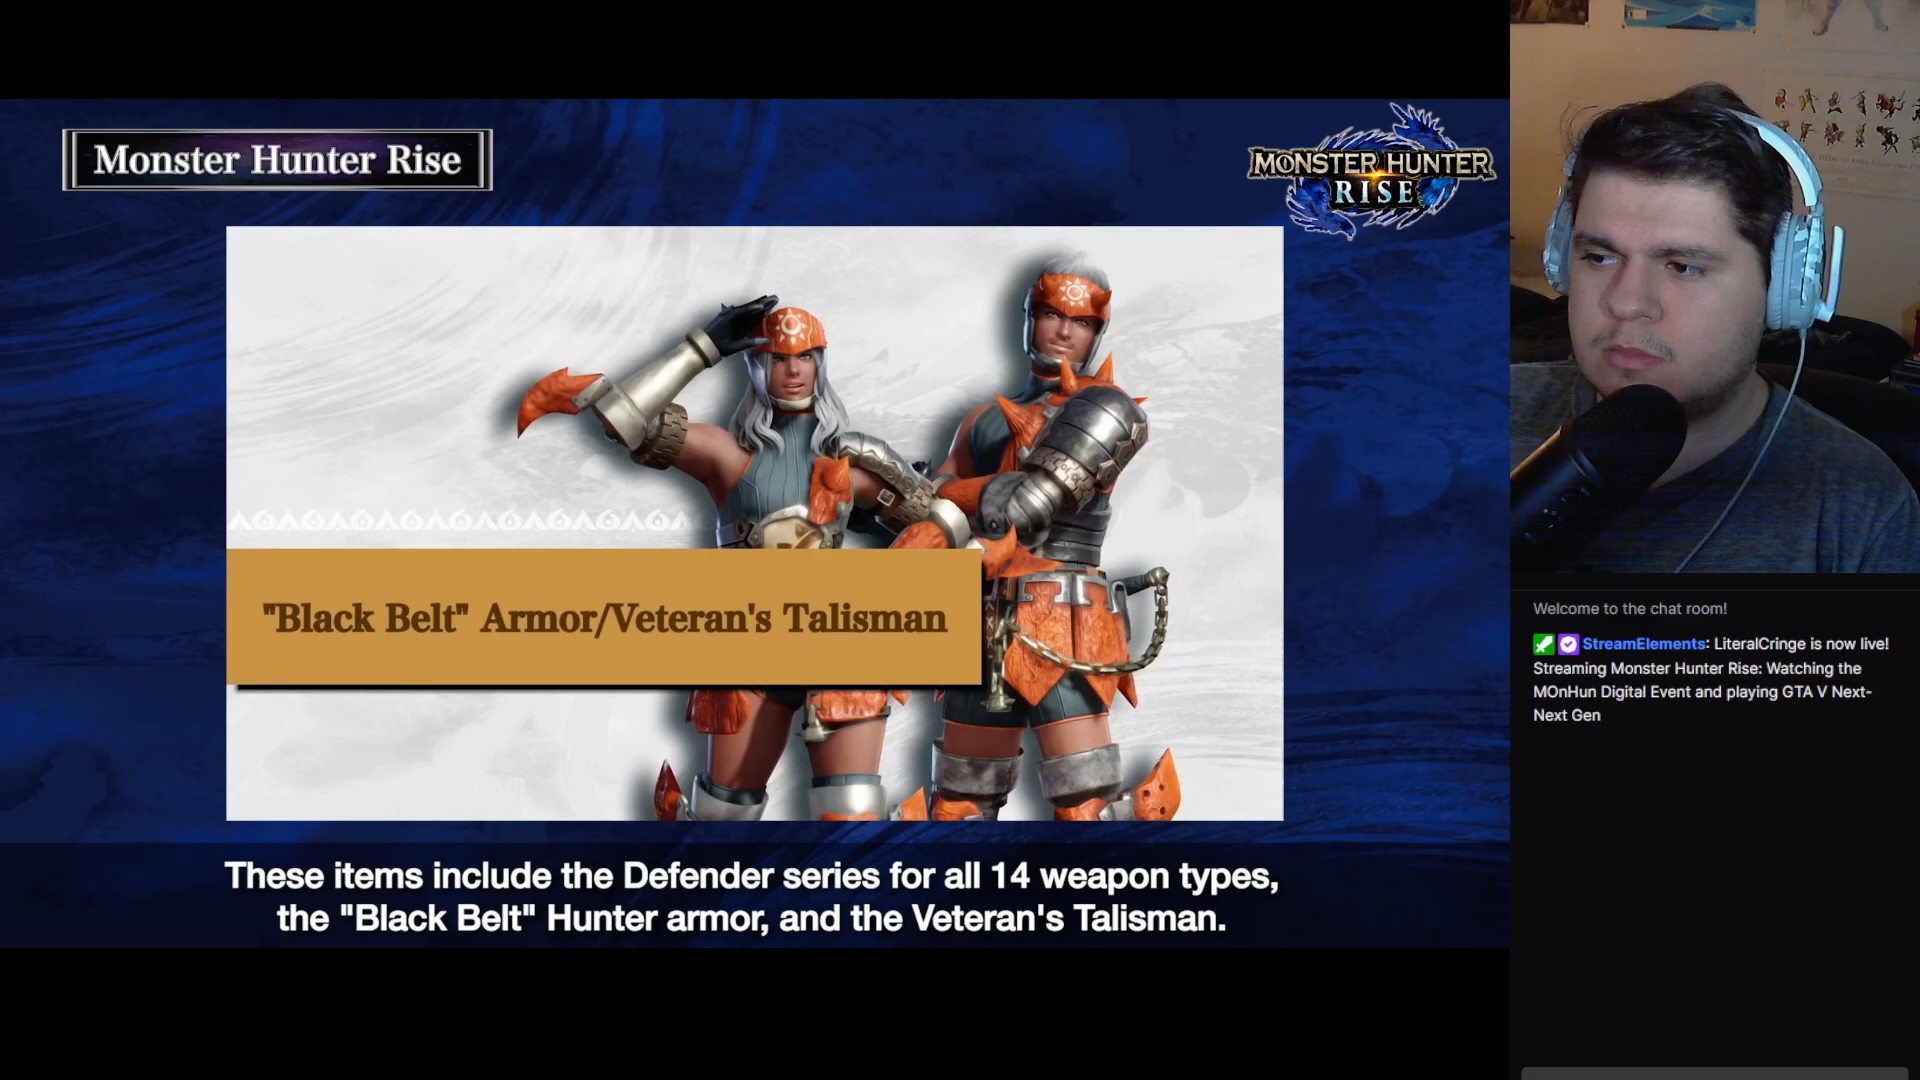 Monster Hunter Rise
MONSTER HUNTER
RISE
"Black Belt" Armor/Veteran's Talisman
These items include the Defender series for all 14 weapon types,
the "Black Belt" Hunter armor, and the Veteran's Talisman.
Welcome to the chat room!
StreamElements: LiteralCringe is now live!
Streaming Monster Hunter Rise: Watching the
MOnHun Digital Event and playing GTA V Next-
Next Gen